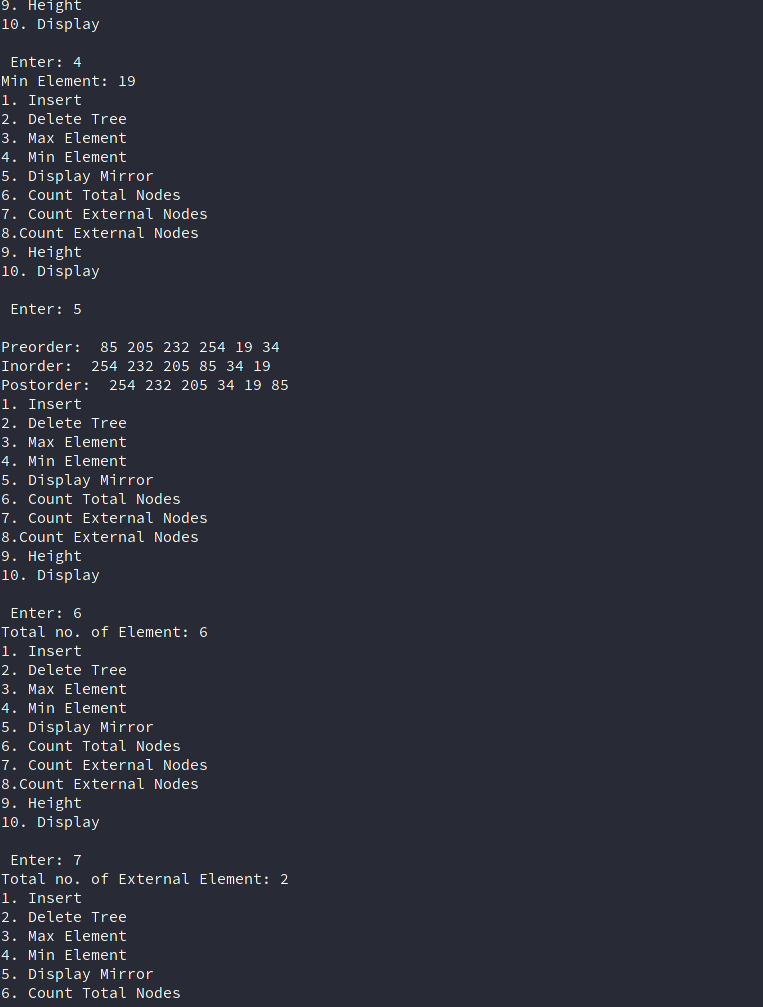 9. Height
10. Display
Enter: 4
Min Element: 19
1. Insert
2. Delete Tree
3. Max Element
4. Min Element
5. Display Mirror
6. Count Total Nodes
7. Count External Nodes
8.Count External Nodes
9. Height
10. Display
Enter: 5
Preorder:  85 205 232 254 19 34
Inorder:  254 232 205 85 34 19
Postorder:  254 232 205 34 19 85
1. Insert
2. Delete Tree
3. Max Element
4. Min Element
5. Display Mirror
6. Count Total Nodes
7. Count External Nodes
8.Count External Nodes
9. Height
10. Display
Enter: 6
Total no. of Element: 6
1. Insert
2. Delete Tree
3. Max Element
4. Min Element
5. Display Mirror
6. Count Total Nodes
7. Count External Nodes
8.Count External Nodes
9. Height
10. Display
Enter: 7
Total no. of External Element: 2
1. Insert
2. Delete Tree
3. Max Element
4. Min Element
5. Display Mirror
6. Count Total Nodes